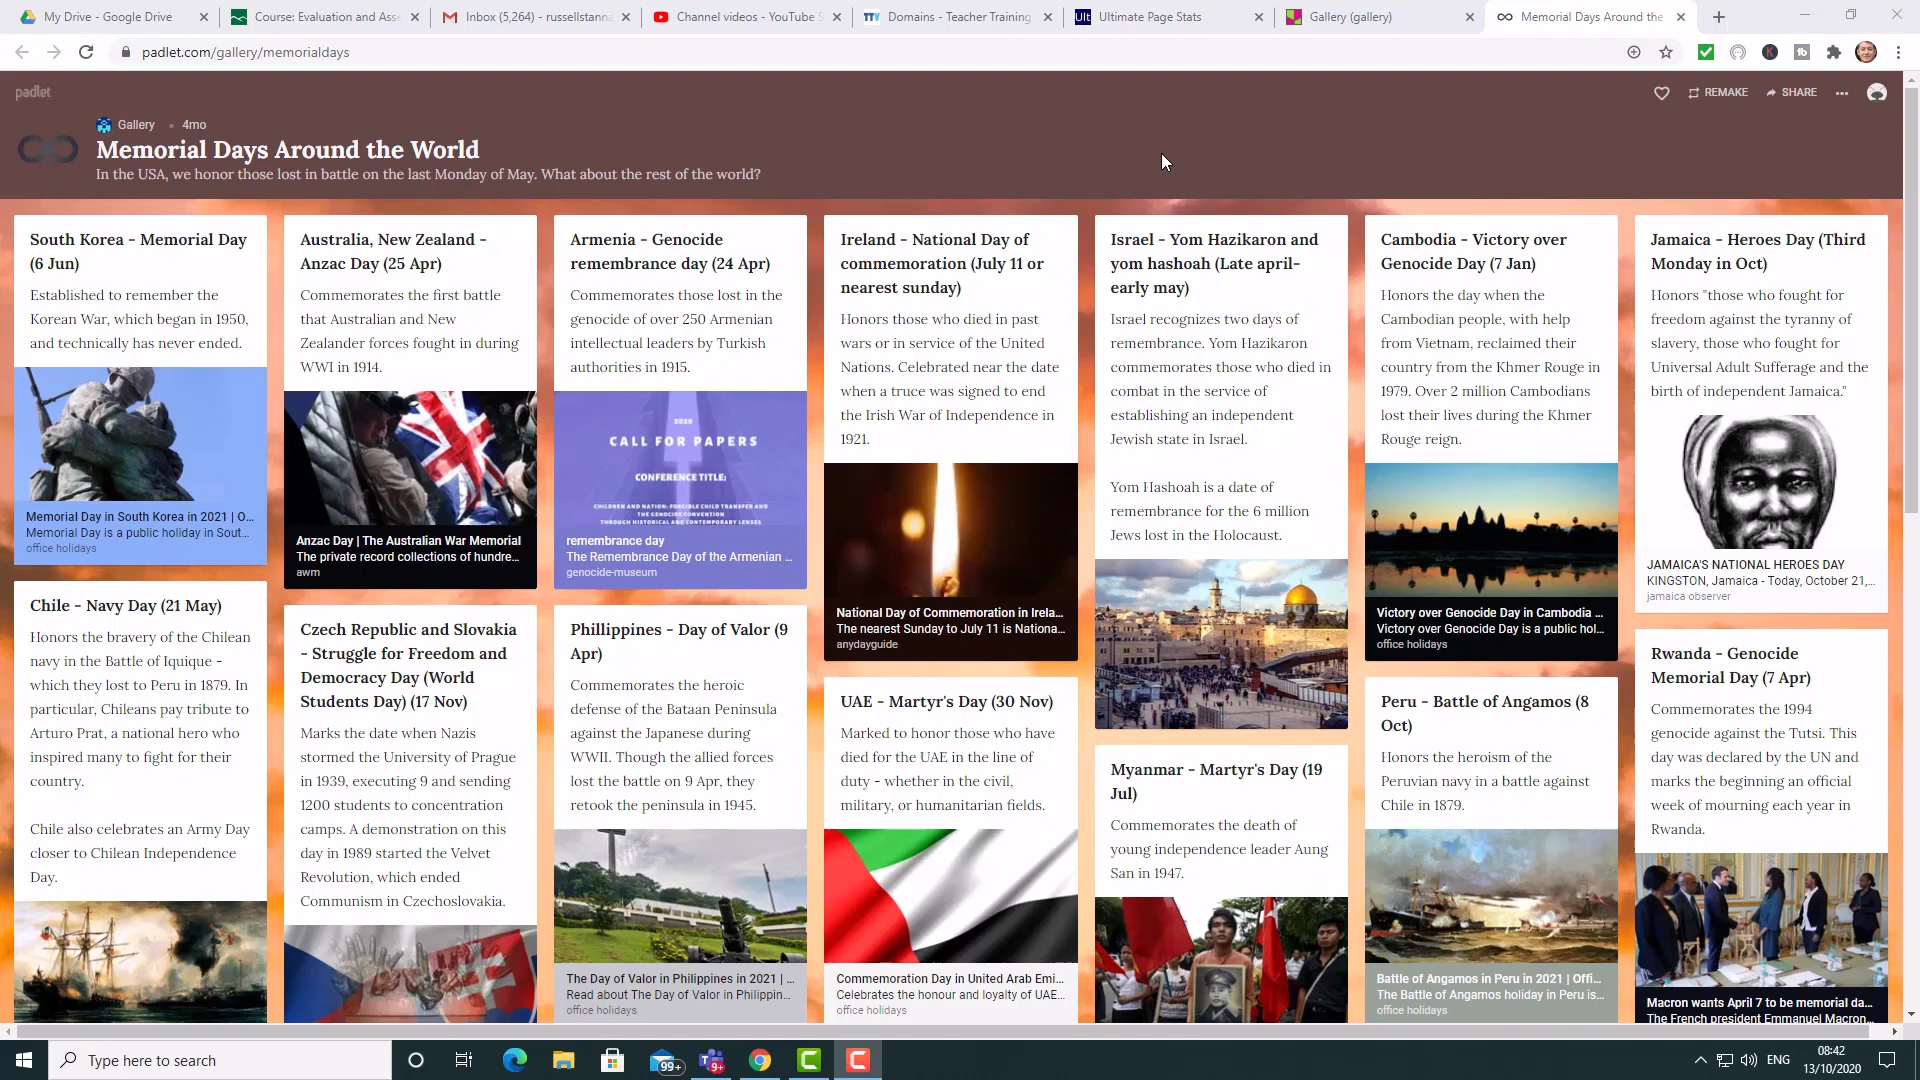 My Drive - Google Drive
Course: Evaluation and Asse
Inbox (5,264) - russellstanna
Channel videos - YouTube S
Domains - Teacher Training
Ultimate Page Stats
Gallery (gallery)
Memorial Days Around the
padlet.com/gallery/memorialdays
padlet
REMAKE
SHARE
Gallery
4mo
Memorial Days Around the World
In the USA, we honor those lost in battle on the last Monday of May. What about the rest of the world?
South Korea - Memorial Day
(6 Jun)
Established to remember the
Korean War, which began in 1950,
and technically has never ended.
Memorial Day in South Korea in 2021 | O...
Memorial Day is a public holiday in Sout...
office holidays
Chile - Navy Day (21 May)
Honors the bravery of the Chilean
navy in the Battle of Iquique -
which they lost to Peru in 1879. In
particular, Chileans pay tribute to
Arturo Prat, a national hero who
inspired many to fight for their
country.
Chile also celebrates an Army Day
closer to Chilean Independence
Day.
Australia, New Zealand -
Anzac Day (25 Apr)
Commemorates the first battle
that Australian and New
Zealander forces fought in during
WWI in 1914.
Anzac Day | The Australian War Memorial
The private record collections of hundre...
awm
Czech Republic and Slovakia
- Struggle for Freedom and
Democracy Day (World
Students Day) (17 Nov)
Marks the date when Nazis
stormed the University of Prague
in 1939, executing 9 and sending
1200 students to concentration
camps. A demonstration on this
day in 1989 started the Velvet
Revolution, which ended
Communism in Czechoslovakia.
Armenia - Genocide
remembrance day (24 Apr)
Commemorates those lost in the
genocide of over 250 Armenian
intellectual leaders by Turkish
authorities in 1915.
2020
CALL FOR PAPERS
CONFERENCE TITLE:
CHILDREN AND NATION: FORCIBLE CHILD TRANSFER AND
THE GENOCIDE CONVENTION
THROUGH HISTORICAL AND CONTEMPORARY LENSES
remembrance day
The Remembrance Day of the Armenian ...
genocide-museum
Phillippines - Day of Valor (9
Apr)
Commemorates the heroic
defense of the Bataan Peninsula
against the Japanese during
WWII. Though the allied forces
lost the battle on 9 Apr, they
retook the peninsula in 1945.
The Day of Valor in Philippines in 2021 | ...
Read about The Day of Valor in Philippin...
office holidays
Ireland - National Day of
commemoration (July 11 or
nearest sunday)
Honors those who died in past
wars or in service of the United
Nations. Celebrated near the date
when a truce was signed to end
the Irish War of Independence in
1921.
National Day of Commemoration in Irela...
The nearest Sunday to July 11 is Nationa...
anydayguide
UAE - Martyr's Day (30 Nov)
Marked to honor those who have
died for the UAE in the line of
duty - whether in the civil,
military, or humanitarian fields.
Commemoration Day in United Arab Emi...
Celebrates the honour and loyalty of UAE...
office holidays
Israel - Yom Hazikaron and
yom hashoah (Late april-
early may)
Israel recognizes two days of
remembrance. Yom Hazikaron
commemorates those who died in
combat in the service of
establishing an independent
Jewish state in Israel.
Yom Hashoah is a date of
remembrance for the 6 million
Jews lost in the Holocaust.
Myanmar - Martyr's Day (19
Jul)
Commemorates the death of
young independence leader Aung
San in 1947.
Cambodia - Victory over
Genocide Day (7 Jan)
Honors the day when the
Cambodian people, with help
from Vietnam, reclaimed their
country from the Khmer Rouge in
1979. Over 2 million Cambodians
lost their lives during the Khmer
Rouge reign.
Victory over Genocide Day in Cambodia ...
Victory over Genocide Day is a public hol...
office holidays
Peru - Battle of Angamos (8
Oct)
Honors the heroism of the
Peruvian navy in a battle against
Chile in 1879.
Battle of Angamos in Peru in 2021 | Offi...
The Battle of Angamos holiday in Peru is...
office holidays
Jamaica - Heroes Day (Third
Monday in Oct)
Honors "those who fought for
freedom against the tyranny of
slavery, those who fought for
Universal Adult Sufferage and the
birth of independent Jamaica."
JAMAICA'S NATIONAL HEROES DAY
KINGSTON, Jamaica - Today, October 21,...
jamaica observer
Rwanda - Genocide
Memorial Day (7 Apr)
Commemorates the 1994
genocide against the Tutsi. This
day was declared by the UN and
marks the beginning an official
week of mourning each year in
Rwanda.
Macron wants April 7 to be memorial da...
The French president Emmanuel Macron...
Type here to search
99+
9+
ENG
08:42
13/10/2020